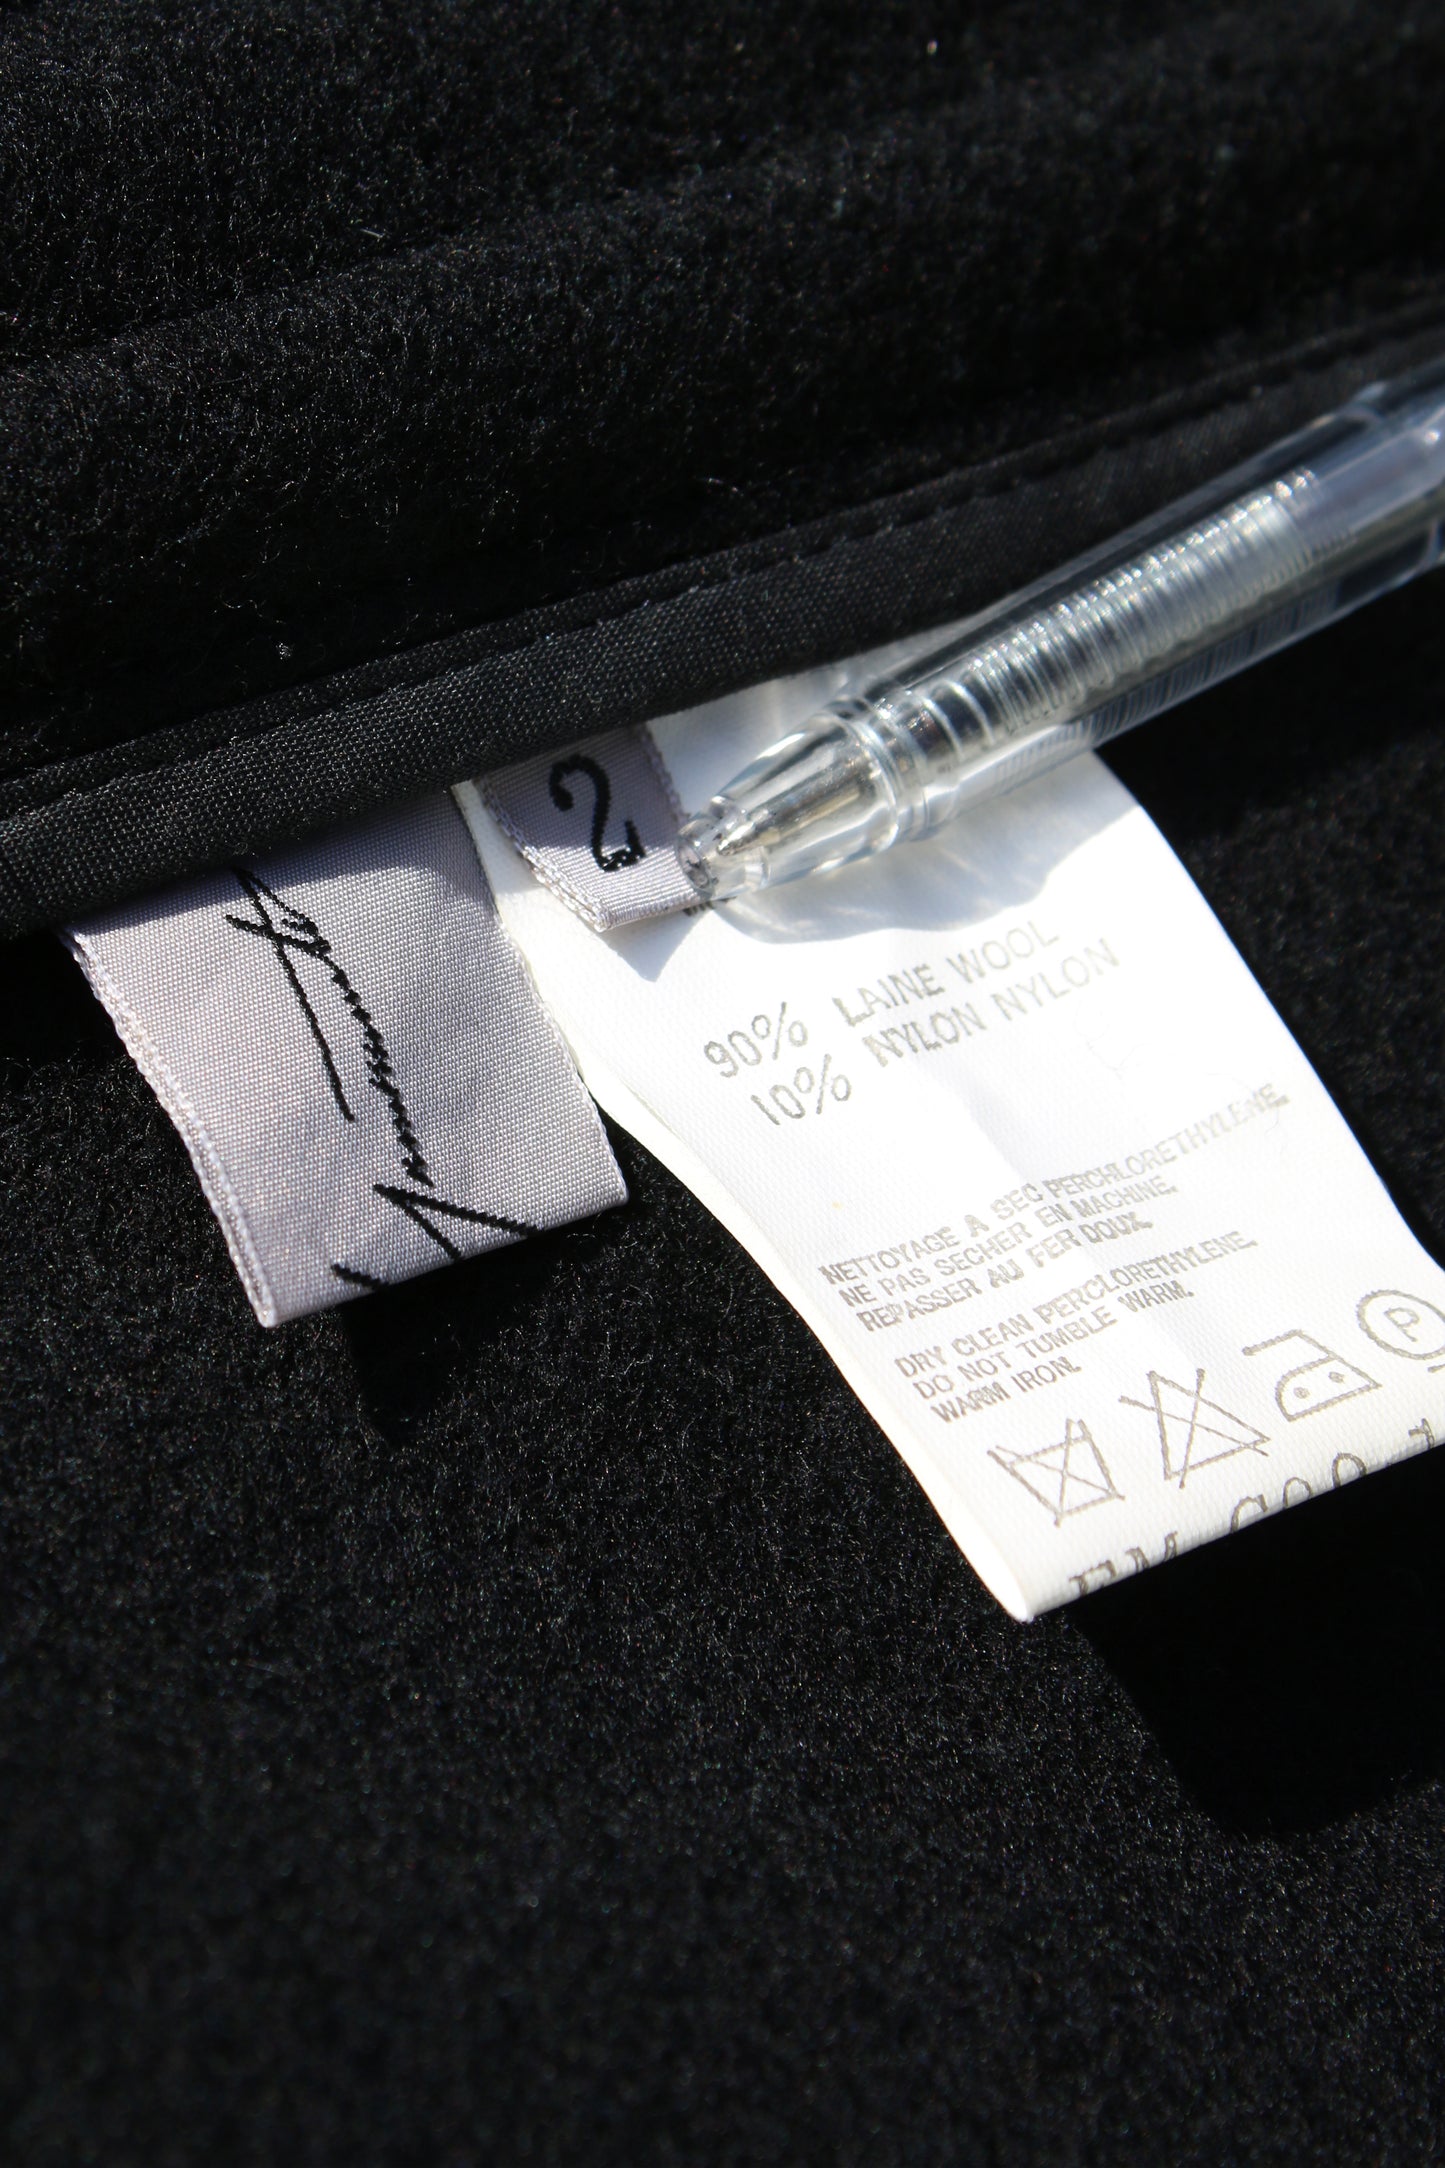 2
90% LAINE WOOL
10% NYLON NYLON
NETTOYAGE A SEC PERCHLORETHYLENE.
NE PAS SECHER EN MACHINE.
REPASSER AU FER DOUX.
DRY CLEAN PERCLORETHYLENE.
DO NOT TUMBLE
WARM IRON. WARM.
P